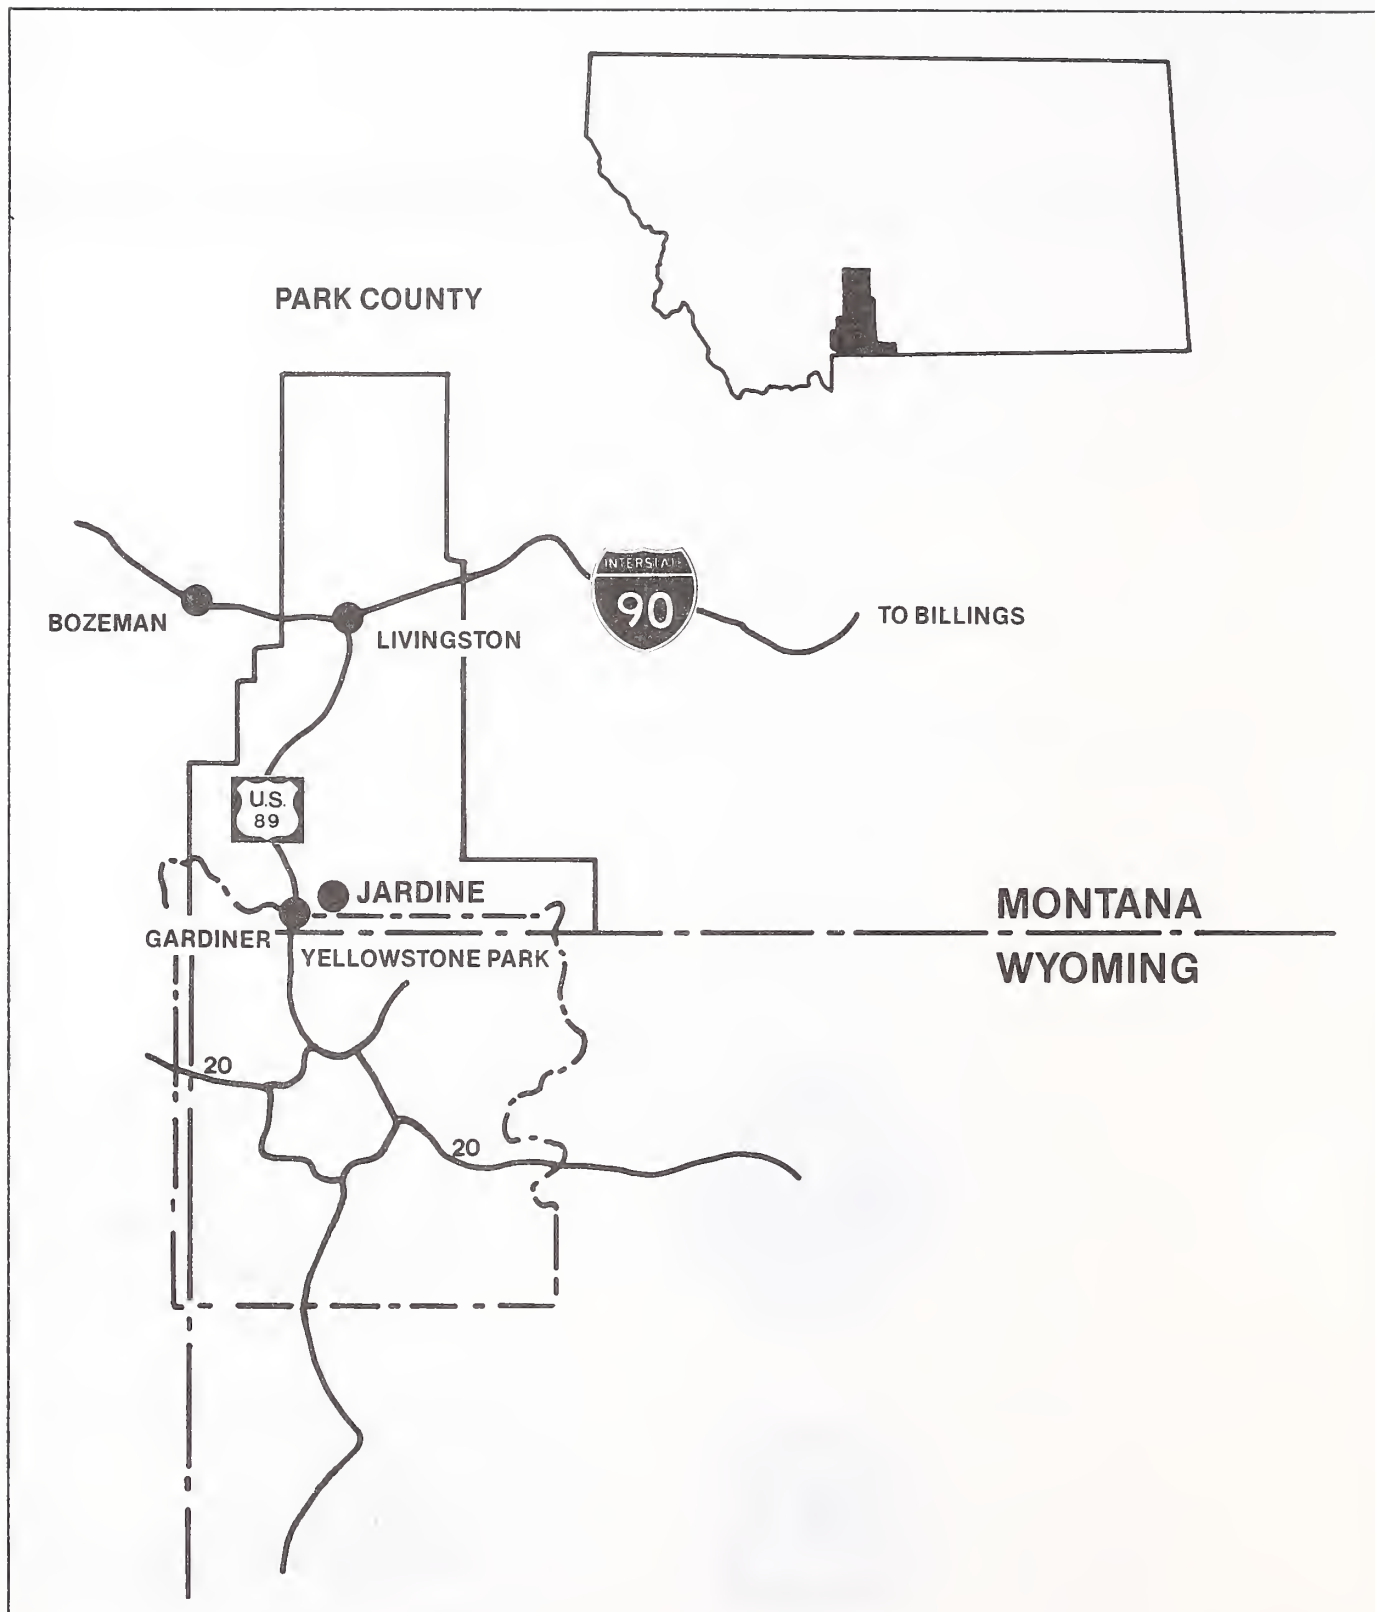 PARK COUNTY
INTERSTATE
90
BOZEMAN
LIVINGSTON
TO BILLINGS
U.S.
89
JARDINE
GARDINER
YELLOWSTONE PARK
MONTANA
WYOMING
20
20